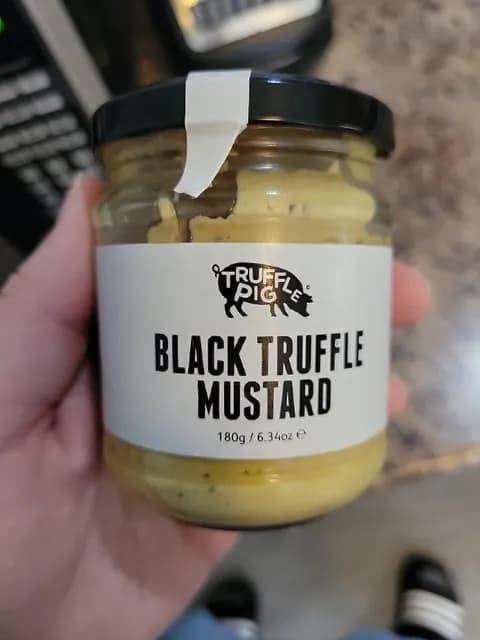 TRUFFLE
PIG
BLACK TRUFFLE
MUSTARD
180g / 6.34oz ℮